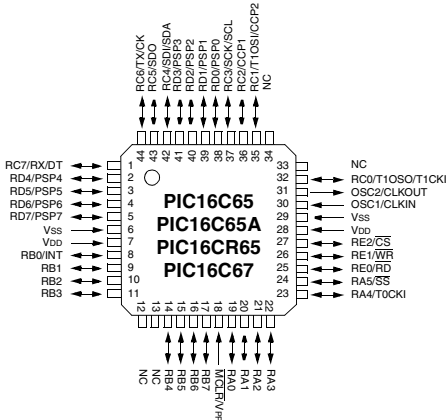 RC6/TX/CK
RC5/SDO
RC4/SDI/SDA
RD3/PSP3
RD2/PSP2
RD1/PSP1
RD0/PSP0
RC3/SCK/SCL
RC2/CCP1
RC1/T1OSI/CCP2
NC
44
43
42
41
40
39
38
37
36
35
34
RC7/RX/DT 1
RD4/PSP4 2
RD5/PSP5 3
RD6/PSP6 4
RD7/PSP7 5
VSS 6
VDD 7
RB0/INT 8
RB1 9
RB2 10
RB3 11
PIC16C65
PIC16C65A
PIC16CR65
PIC16C67
33 NC
32 RC0/T1OSO/T1CKI
31 OSC2/CLKOUT
30 OSC1/CLKIN
29 VSS
28 VDD
27 RE2/CS
26 RE1/WR
25 RE0/RD
24 RA5/SS
23 RA4/T0CKI
12
13
14
15
16
17
18
19
20
21
22
NC
NC
RB4
RB5
RB6
RB7
MCLR/VPP
RA0
RA1
RA2
RA3